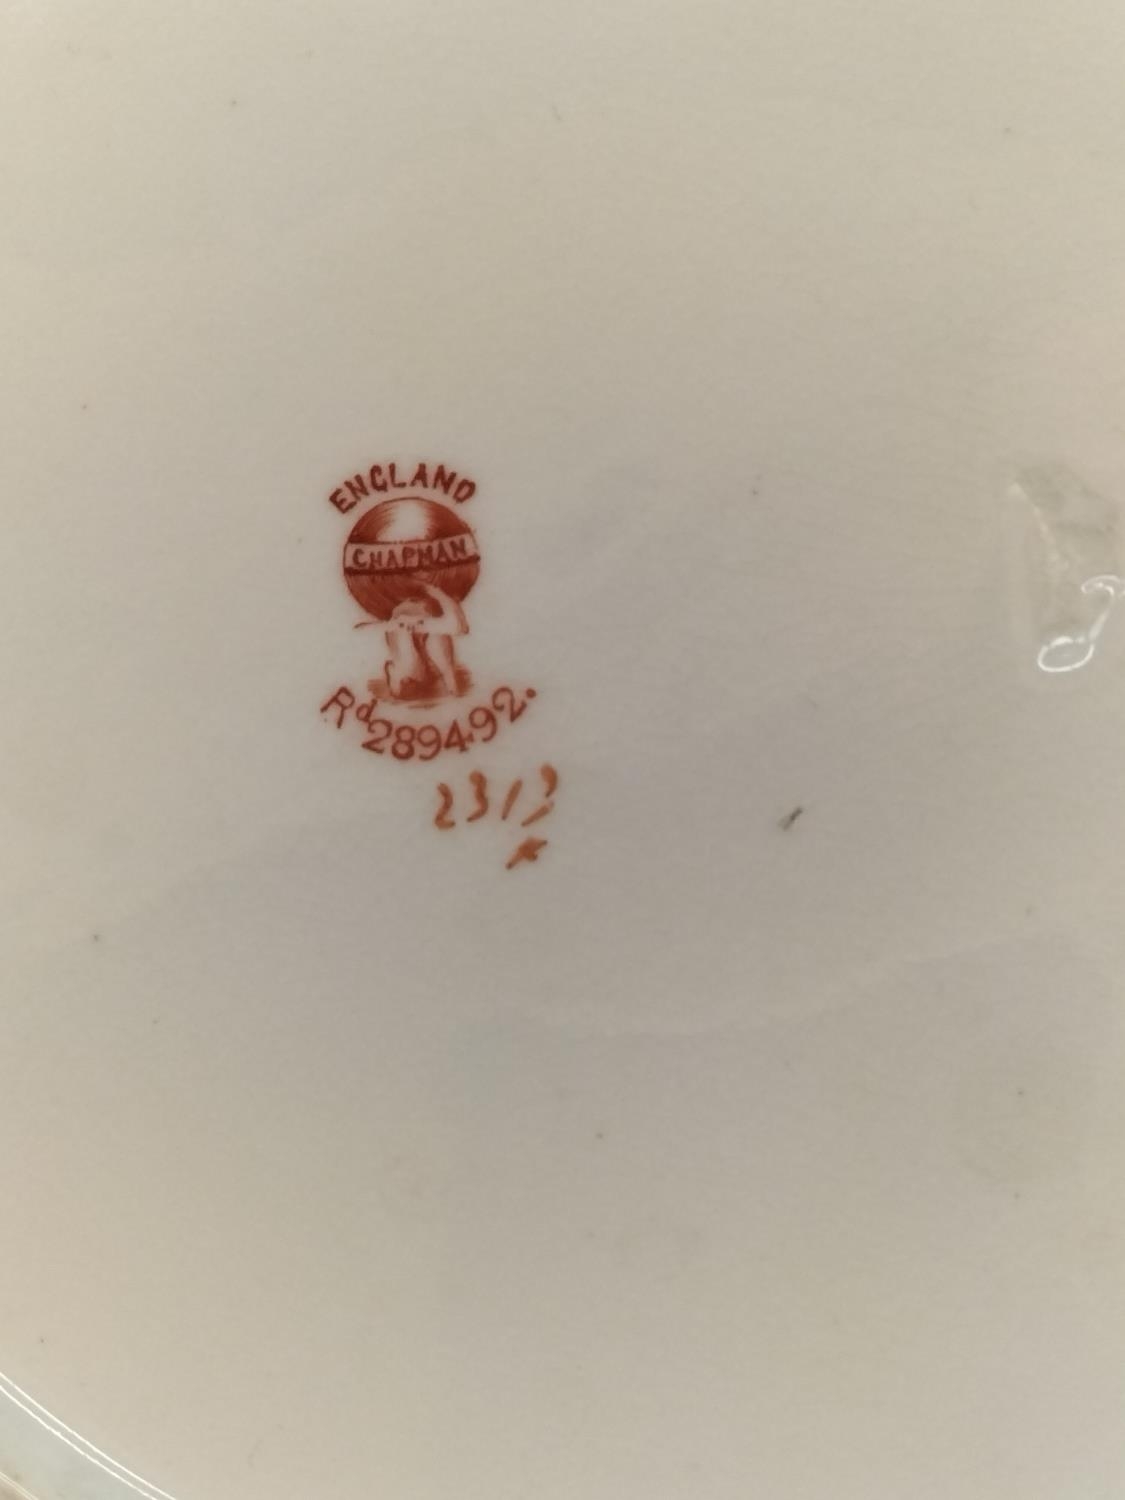 ENGLAND
CHAPMAN
Rd 289492.
2313